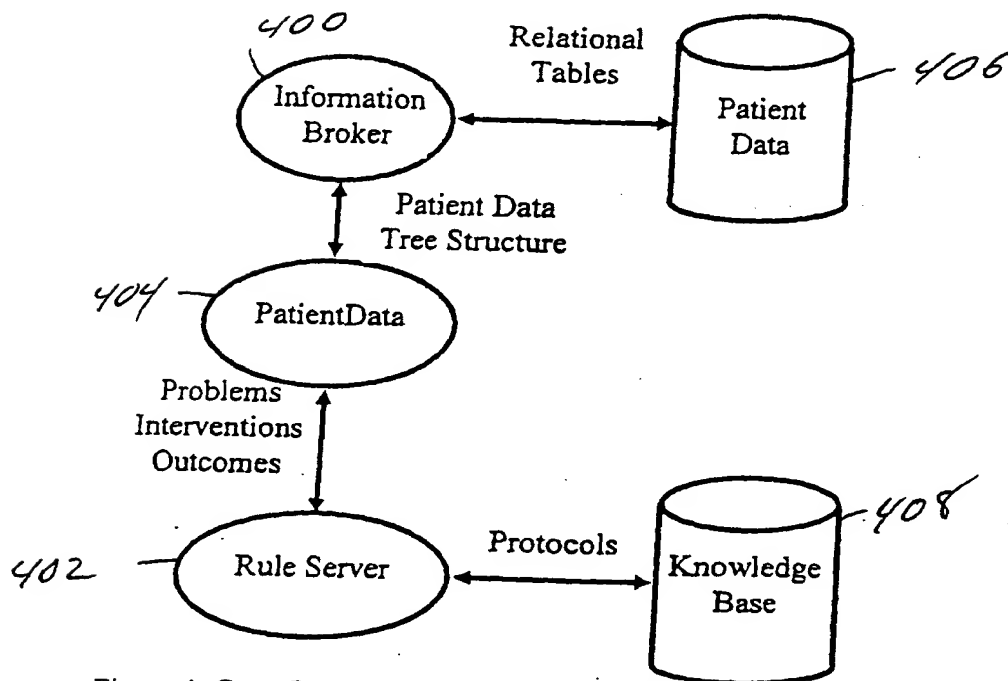 400
Relational
Tables
406
Information
Broker
Patient
Data
Patient Data
Tree Structure
404
PatientData
Problems
Interventions
Outcomes
408
Protocols
402
Rule Server
Knowledge
Base